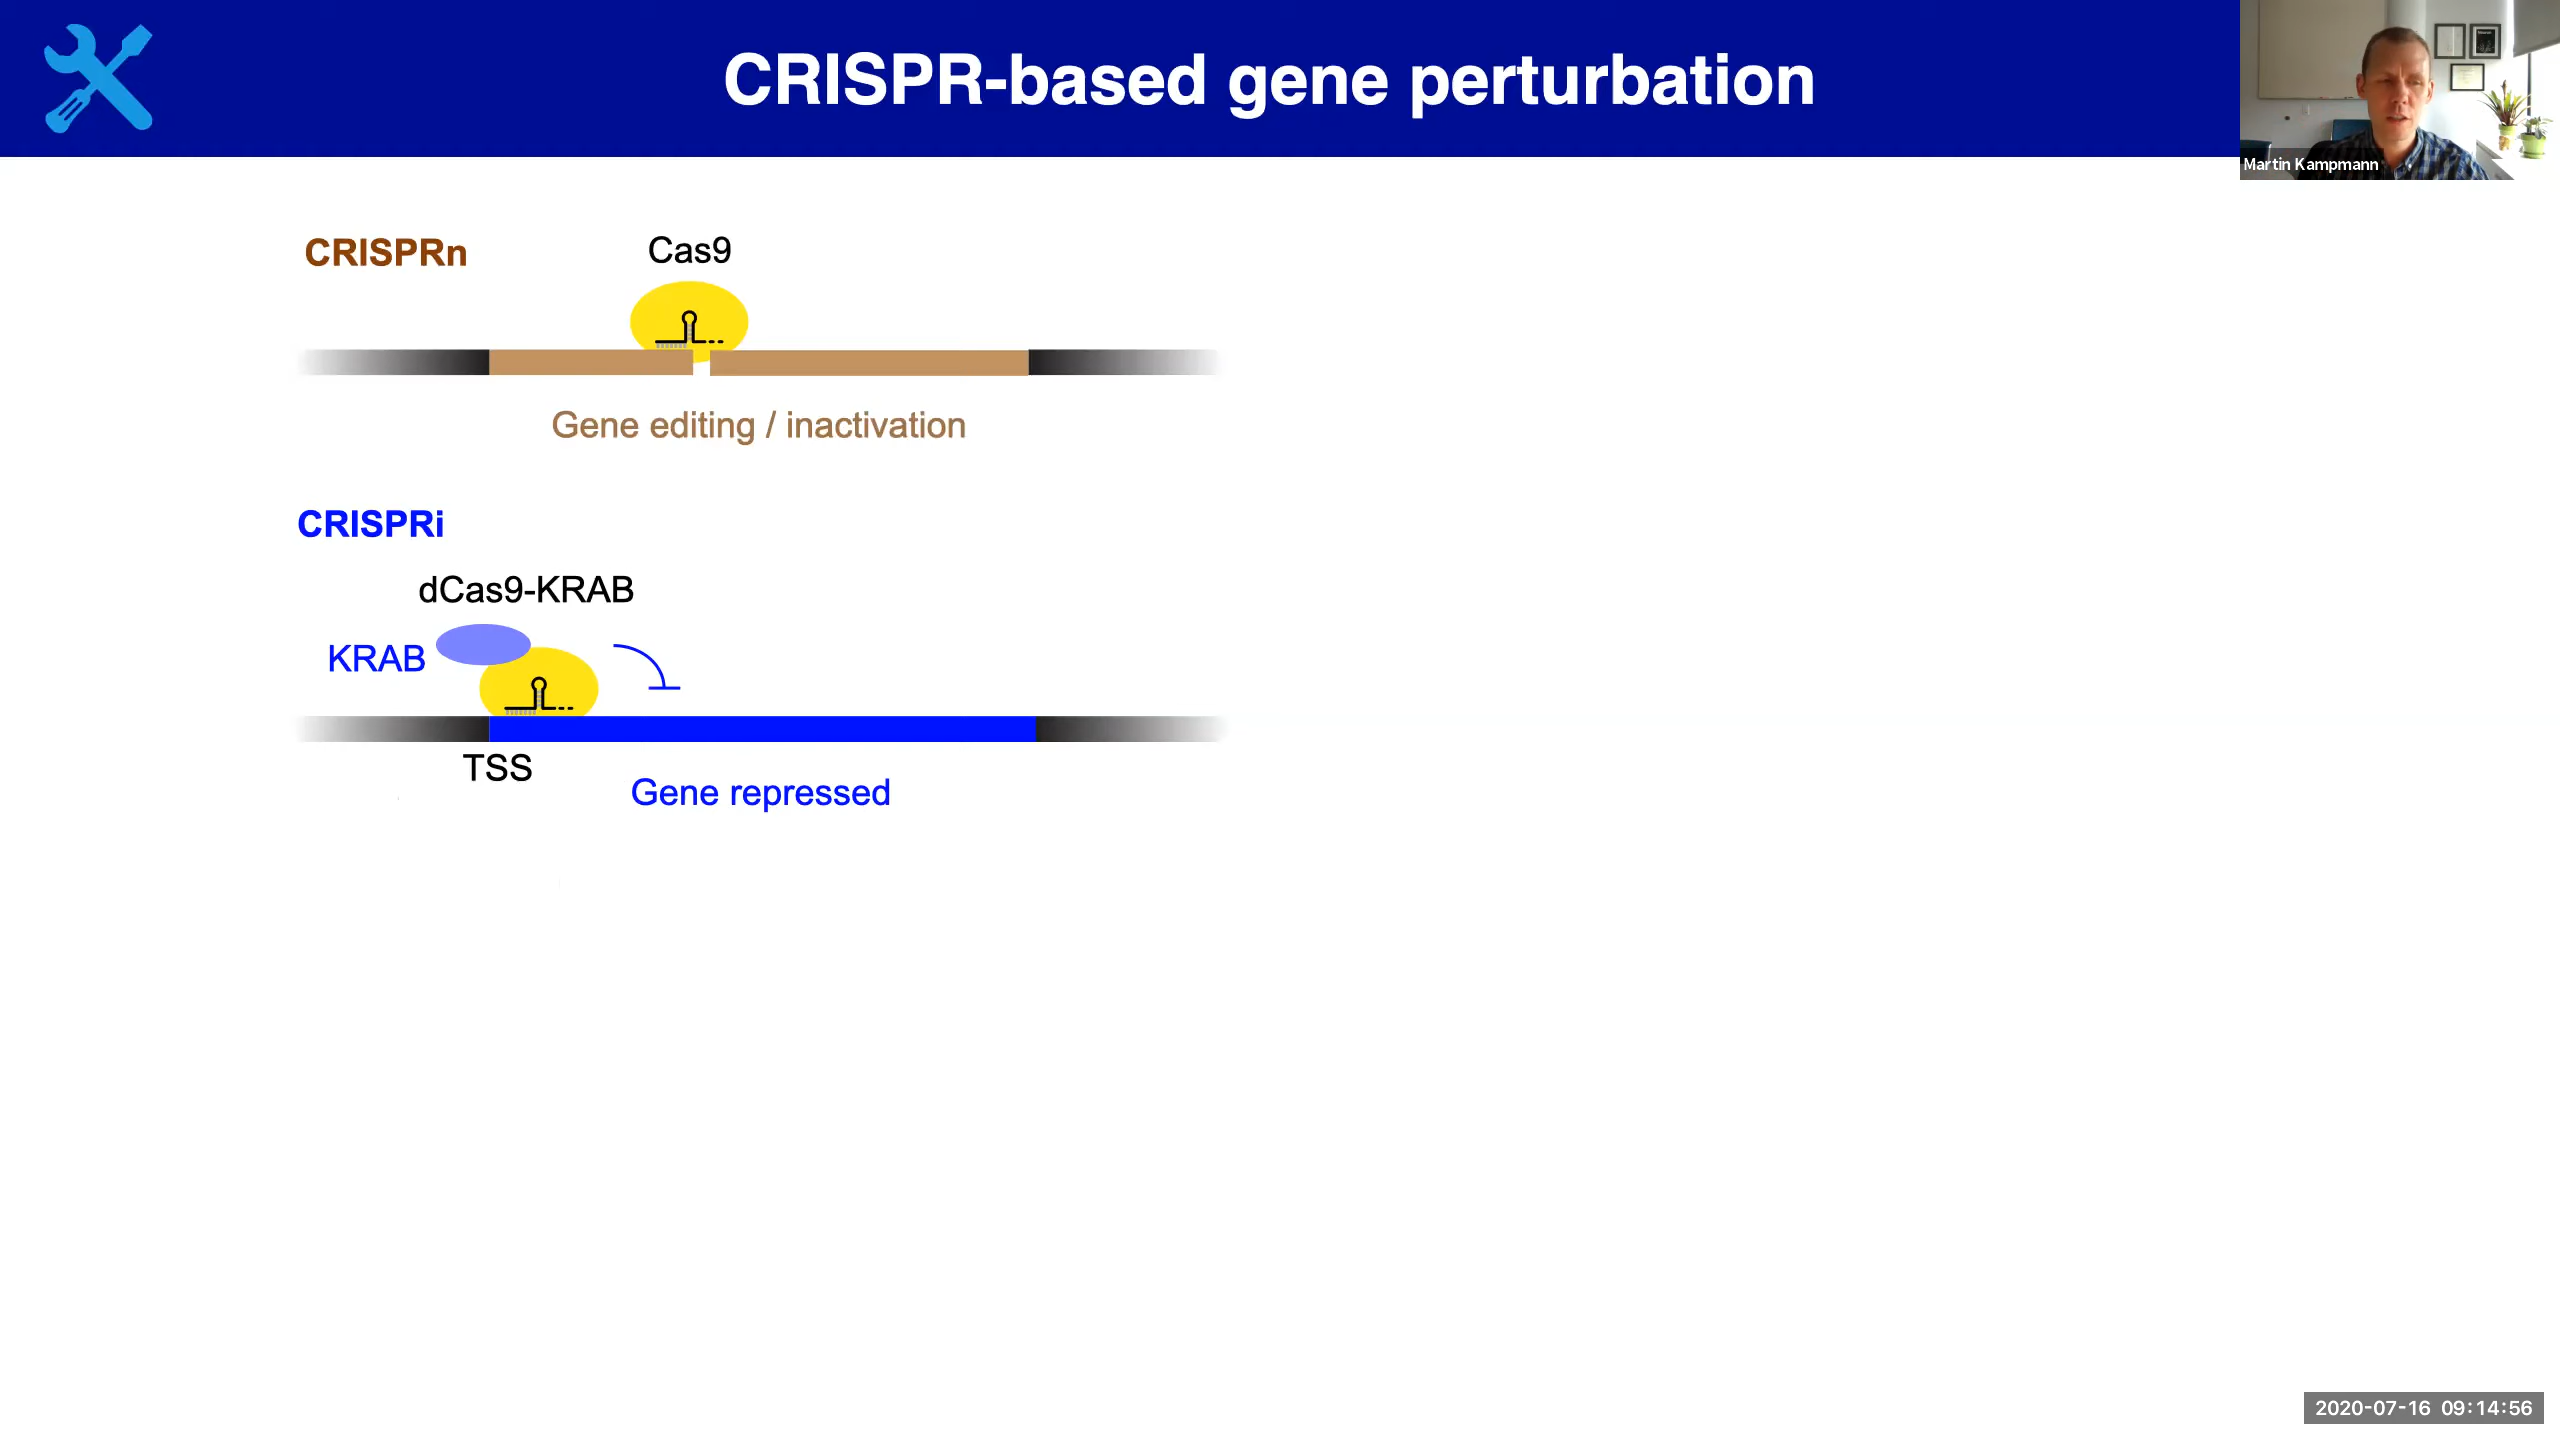 CRISPR-based gene perturbation
Martin Kampmann
CRISPRn
Cas9
Gene editing / inactivation
CRISPRi
dCas9-KRAB
KRAB
TSS
Gene repressed
2020-07-16 09:14:56